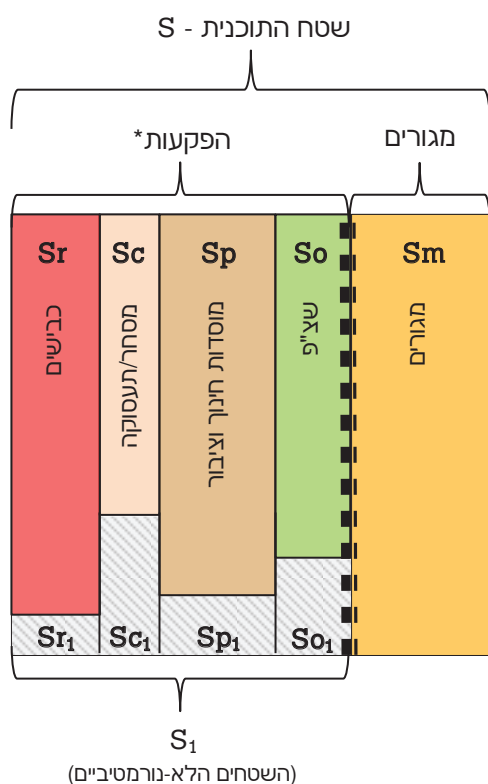 שטח התוכנית - S
הפקעות*
מגורים
Sr
Sc
Sp
So
Sm
כבישים
מסחר/תעסוקה
מוסדות חינוך וציבור
שצ"פ
מגורים
Sr₁
Sc₁
Sp₁
So₁
S₁
(השטחים הלא-נורמטיביים)